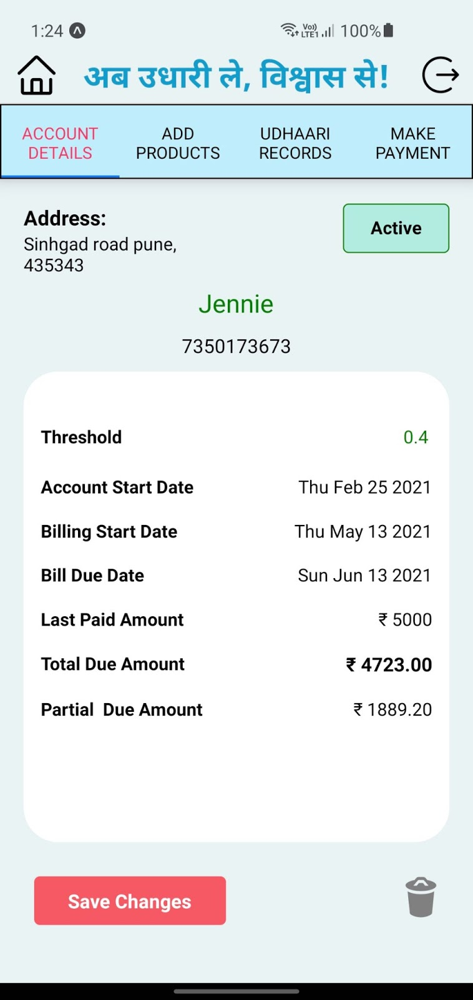 1:24
Vo)) LTE1 100%
अब उधारी ले, विश्वास से!
ACCOUNT DETAILS
ADD PRODUCTS
UDHAARI RECORDS
MAKE PAYMENT
Address:
Active
Sinhgad road pune,
435343
Jennie
7350173673
Threshold 0.4
Account Start Date Thu Feb 25 2021
Billing Start Date Thu May 13 2021
Bill Due Date Sun Jun 13 2021
Last Paid Amount ₹ 5000
Total Due Amount ₹ 4723.00
Partial Due Amount ₹ 1889.20
Save Changes